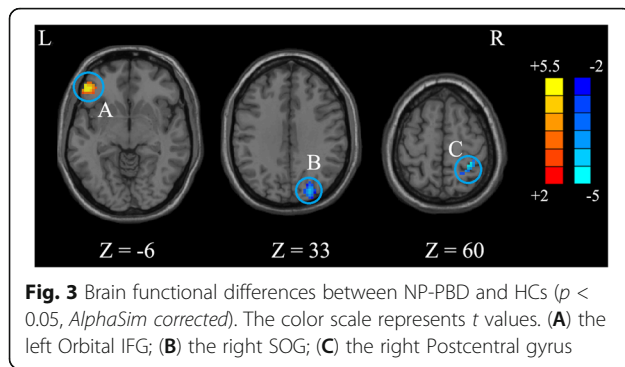 L
R
+5.5
-2
A
B
C
+2
-5
Z = -6
Z = 33
Z = 60
Fig. 3 Brain functional differences between NP-PBD and HCs (p <
0.05, AlphaSim corrected). The color scale represents t values. (A) the
left Orbital IFG; (B) the right SOG; (C) the right Postcentral gyrus